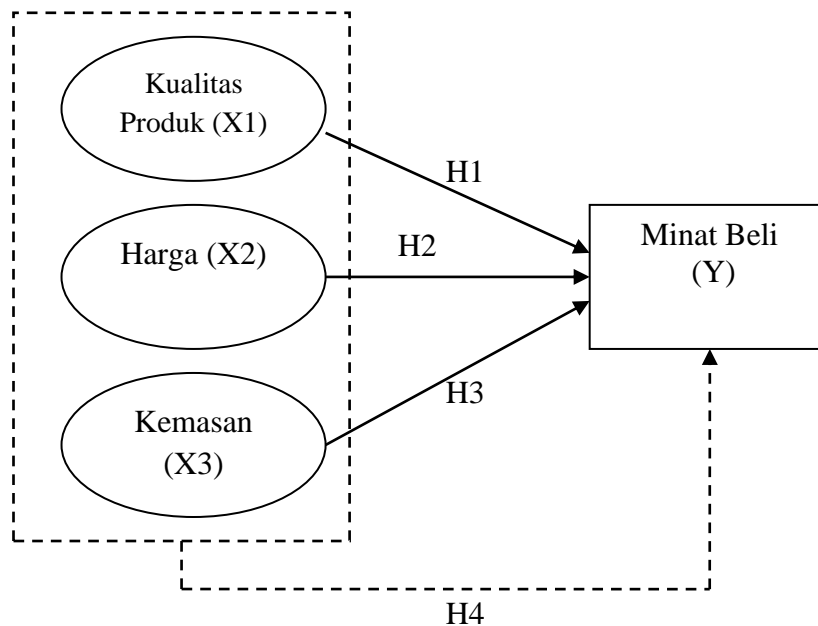 Kualitas
Produk (X1)
H1
Harga (X2)
H2
Minat Beli
(Y)
H3
Kemasan
(X3)
H4